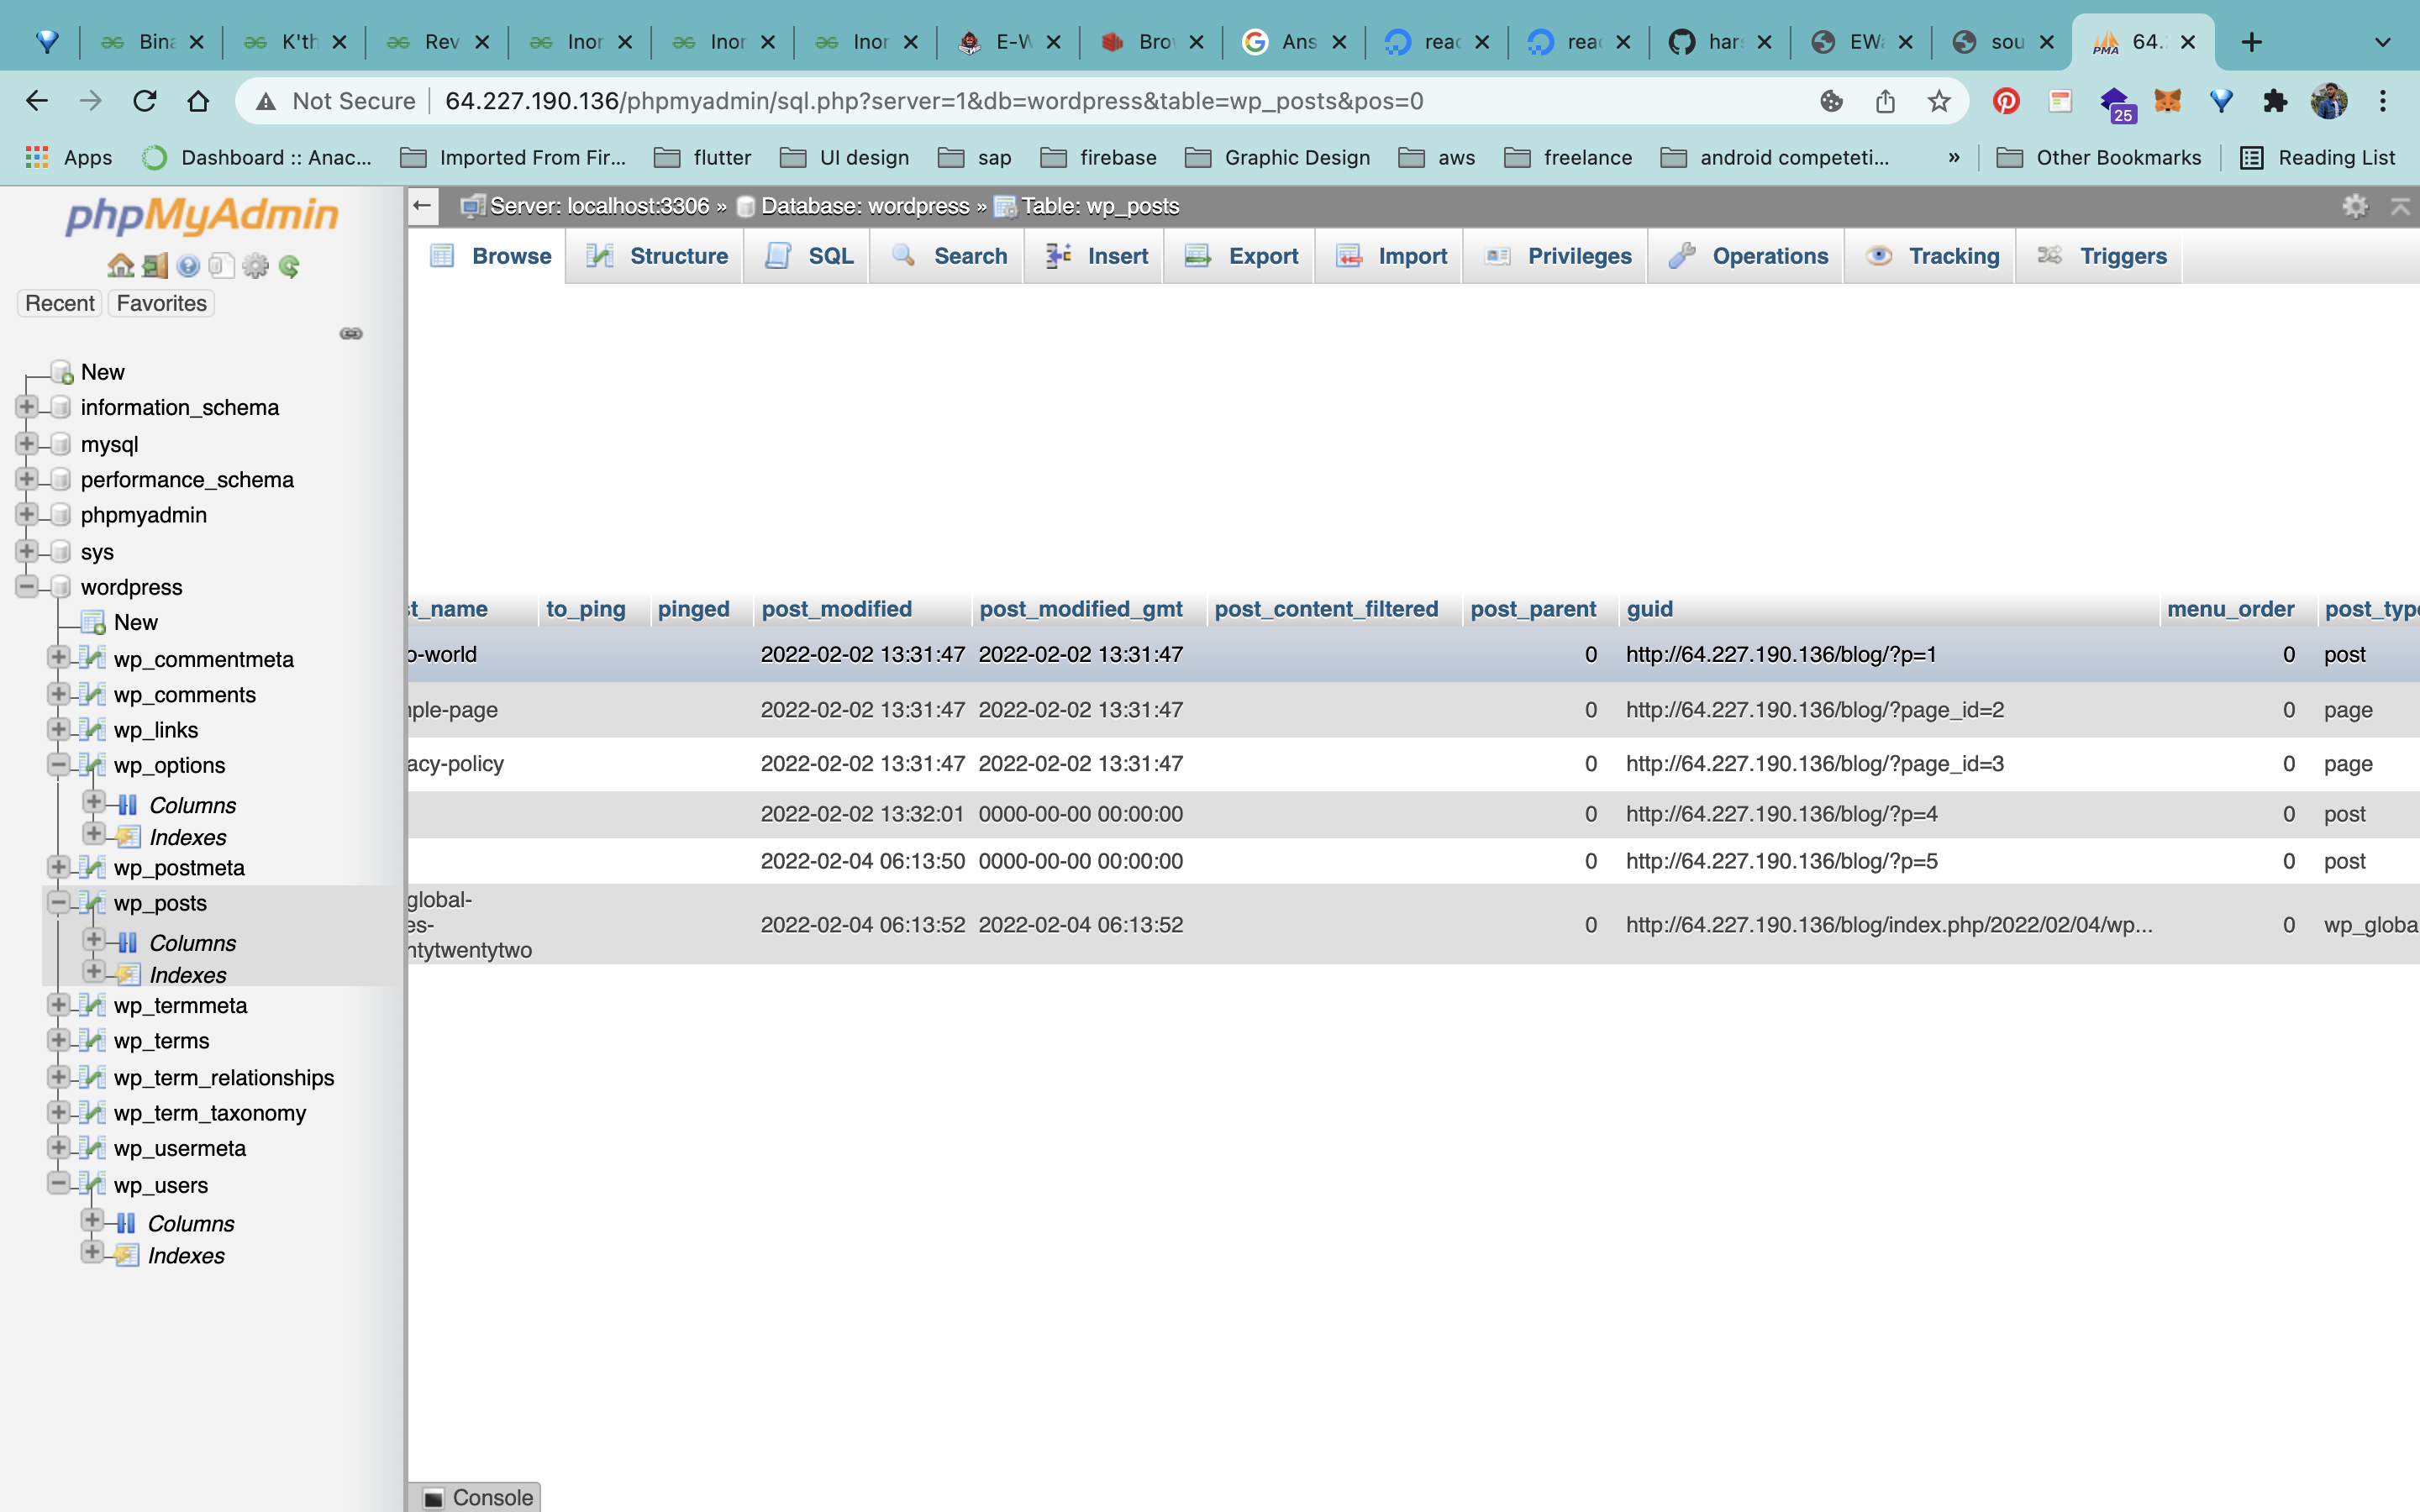 Bina K'th Rev Inor Inor Inor E-W Brow Ans reac reac hars EWa sou 64.
Not Secure 64.227.190.136/phpmyadmin/sql.php?server=1&db=wordpress&table=wp_posts&pos=0 25
Apps Dashboard :: Anac... Imported From Fir... flutter UI design sap firebase Graphic Design aws freelance android competeti... » Other Bookmarks Reading List
phpMyAdmin
Recent Favorites
New
information_schema
mysql
performance_schema
phpmyadmin
sys
wordpress
New
wp_commentmeta
wp_comments
wp_links
wp_options
Columns
Indexes
wp_postmeta
wp_posts
Columns
Indexes
wp_termmeta
wp_terms
wp_term_relationships
wp_term_taxonomy
wp_usermeta
wp_users
Columns
Indexes
Server: localhost:3306 » Database: wordpress » Table: wp_posts
Browse Structure SQL Search Insert Export Import Privileges Operations Tracking Triggers
t_name to_ping pinged post_modified post_modified_gmt post_content_filtered post_parent guid menu_order post_type
o-world 2022-02-02 13:31:47 2022-02-02 13:31:47 0 http://64.227.190.136/blog/?p=1 0 post
nple-page 2022-02-02 13:31:47 2022-02-02 13:31:47 0 http://64.227.190.136/blog/?page_id=2 0 page
acy-policy 2022-02-02 13:31:47 2022-02-02 13:31:47 0 http://64.227.190.136/blog/?page_id=3 0 page
2022-02-02 13:32:01 0000-00-00 00:00:00 0 http://64.227.190.136/blog/?p=4 0 post
2022-02-04 06:13:50 0000-00-00 00:00:00 0 http://64.227.190.136/blog/?p=5 0 post
global-
es-
ntytwentytwo 2022-02-04 06:13:52 2022-02-04 06:13:52 0 http://64.227.190.136/blog/index.php/2022/02/04/wp... 0 wp_globa
Console